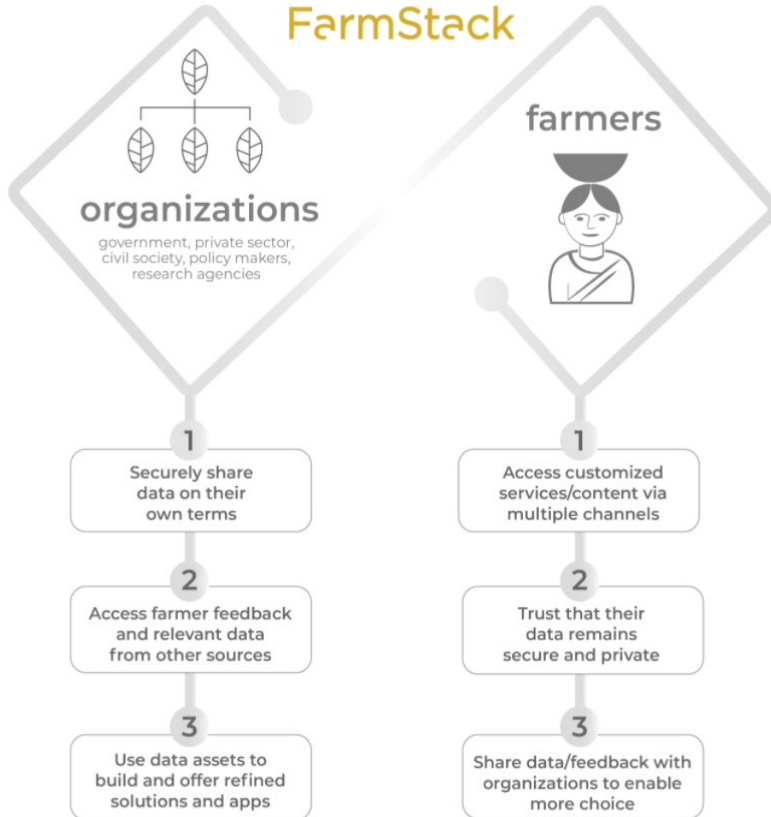 FarmStack
organizations
government, private sector,
civil society, policy makers,
research agencies
1
Securely share
data on their
own terms
2
Access farmer feedback
and relevant data
from other sources
3
Use data assets to
build and offer refined
solutions and apps
farmers
1
Access customized
services/content via
multiple channels
2
Trust that their
data remains
secure and private
3
Share data/feedback with
organizations to enable
more choice